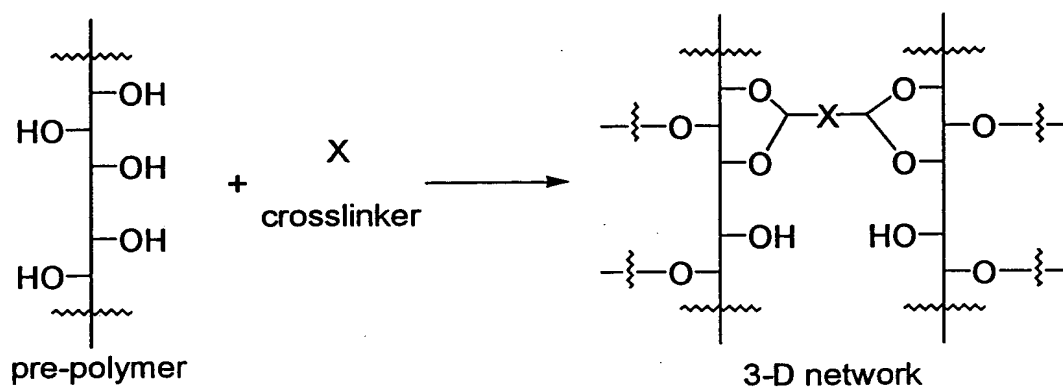 OH
HO
OH
OH
HO
pre-polymer
+
X
crosslinker
O
O
O
OH
O
X
O
O
O
HO
O
3-D network